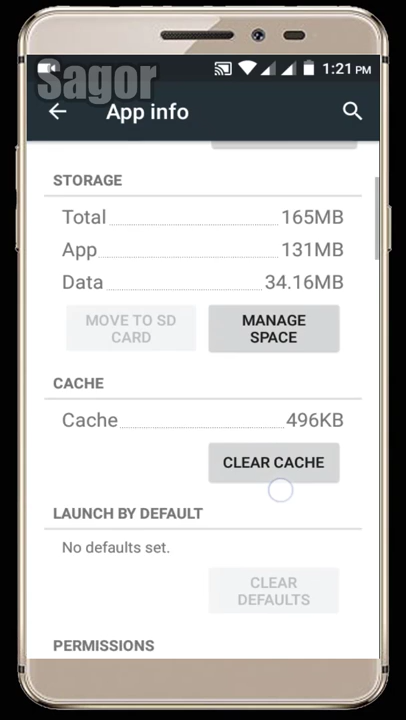 Sagor
1:21 PM
App info
STORAGE
Total 165MB
App 131MB
Data 34.16MB
MOVE TO SD
CARD
MANAGE
SPACE
CACHE
Cache 496KB
CLEAR CACHE
LAUNCH BY DEFAULT
No defaults set.
CLEAR
DEFAULTS
PERMISSIONS